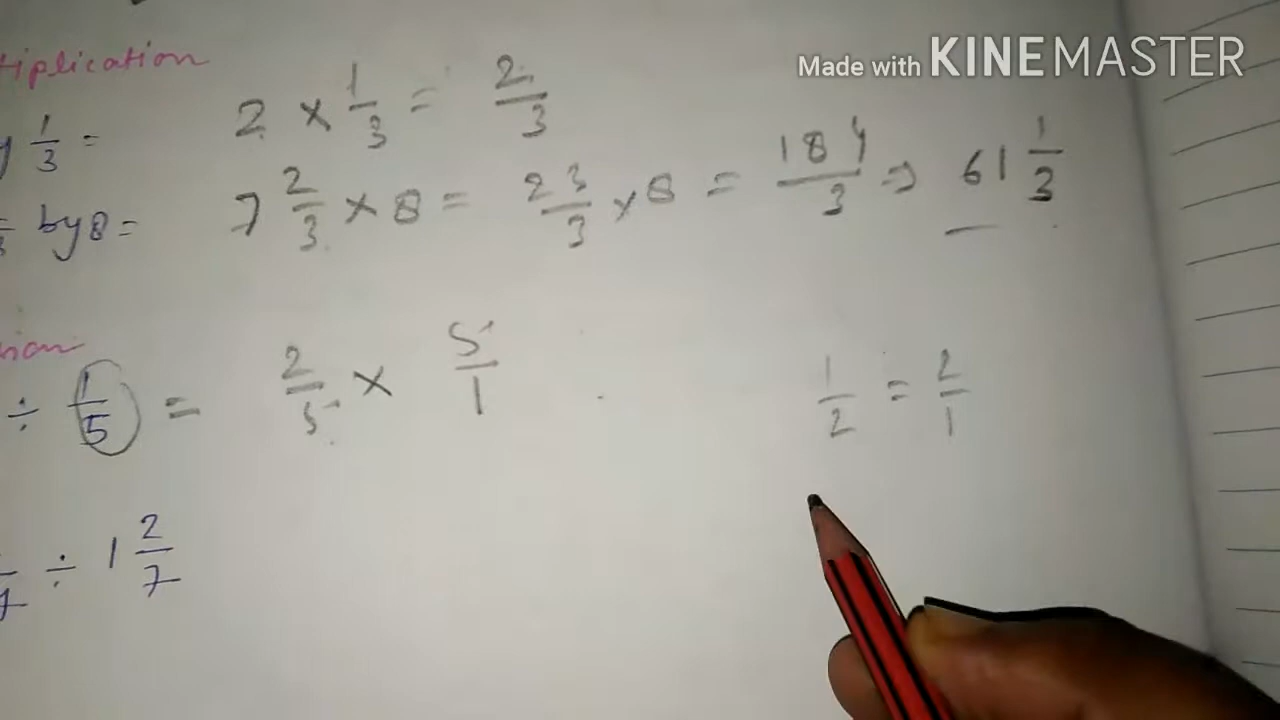 Made with KINEMASTER
tiplication
y 1/3 = 2 × 1/3 = 2/3
by 8 = 7 2/3 × 8 = 23/3 × 8 = 184/3 ⇒ 61 1/3
÷ 1/5 = 2/5 × 5/1
1/2 = 2/1
÷ 1 2/7